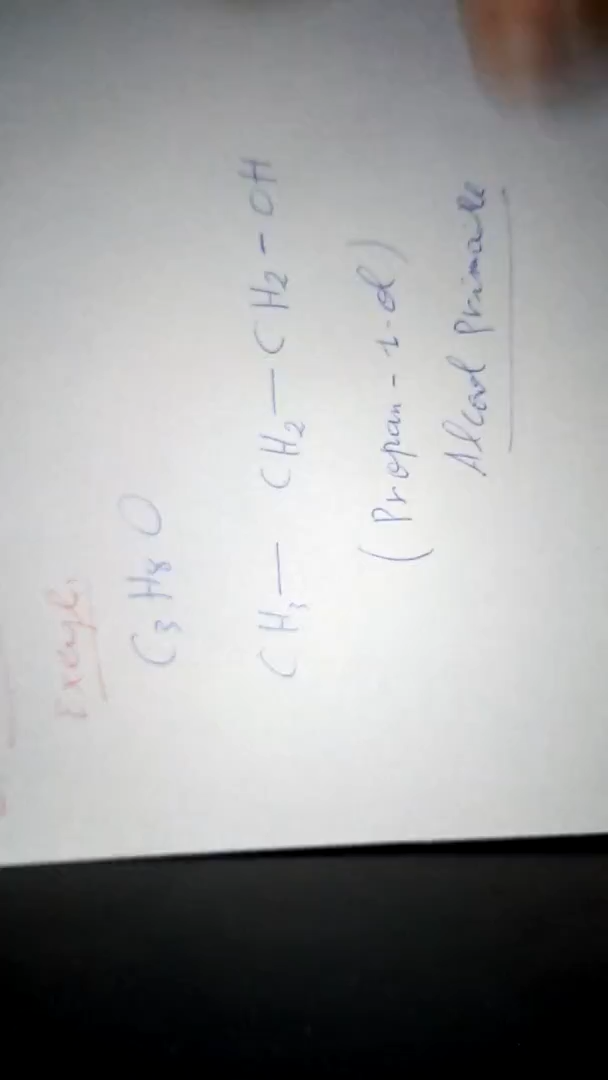 Exemple
C₃H₈O
CH₃ — CH₂ — CH₂ - OH
(Propan-1-ol)
Alcool primaire